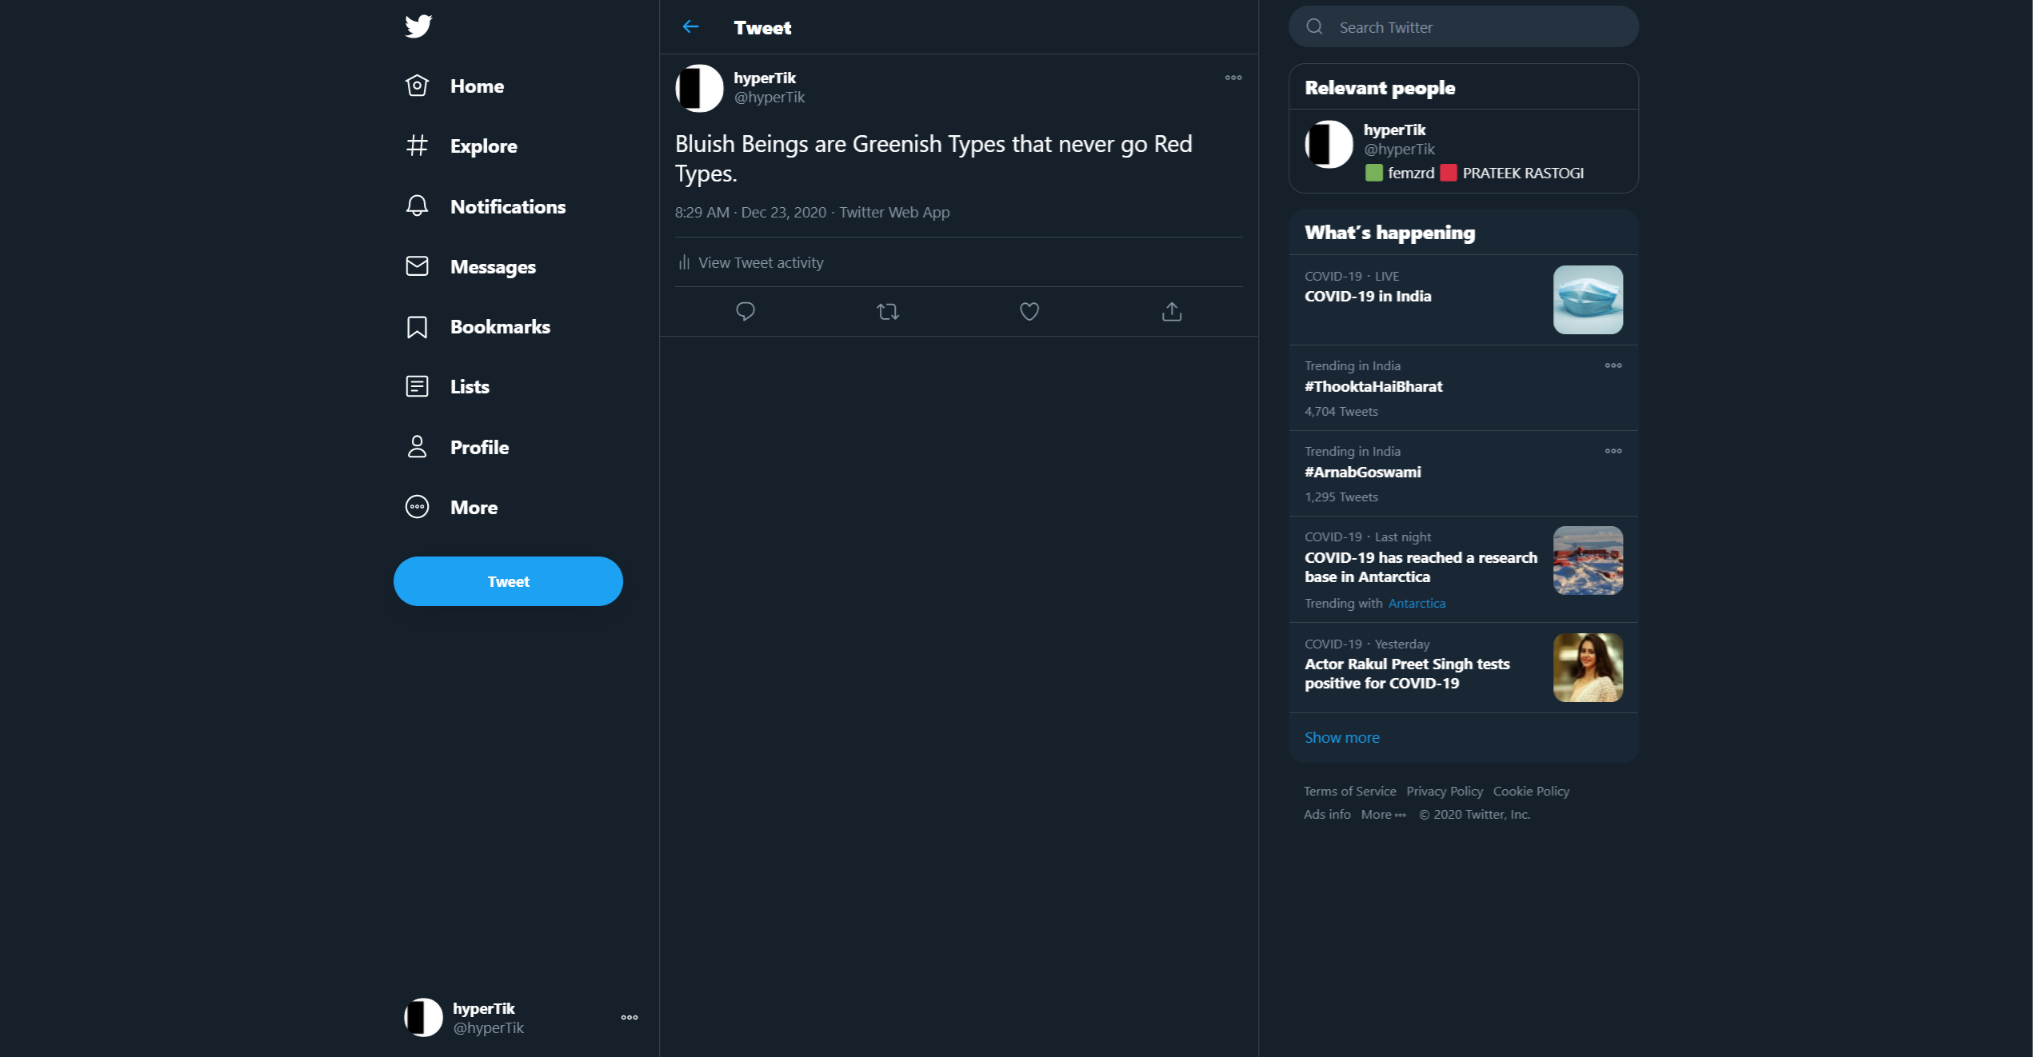 Home
Explore
Notifications
Messages
Bookmarks
Lists
Profile
More
Tweet
hyperTik
@hyperTik
Tweet
hyperTik
@hyperTik
Bluish Beings are Greenish Types that never go Red
Types.
8:29 AM · Dec 23, 2020 · Twitter Web App
View Tweet activity
Search Twitter
Relevant people
hyperTik
@hyperTik
femzrd PRATEEK RASTOGI
What's happening
COVID-19 · LIVE
COVID-19 in India
Trending in India
#ThooktaHaiBharat
4,704 Tweets
Trending in India
#ArnabGoswami
1,295 Tweets
COVID-19 · Last night
COVID-19 has reached a research
base in Antarctica
Trending with Antarctica
COVID-19 · Yesterday
Actor Rakul Preet Singh tests
positive for COVID-19
Show more
Terms of Service Privacy Policy Cookie Policy
Ads info More ••• © 2020 Twitter, Inc.